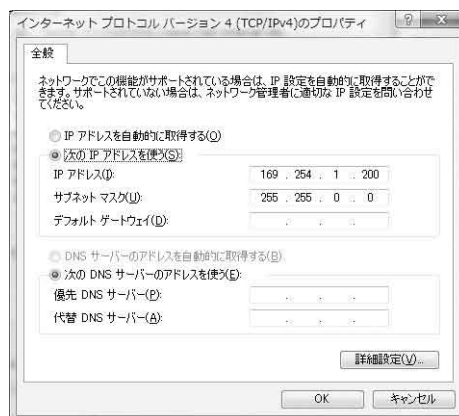 インターネット プロトコル バージョン 4 (TCP/IPv4)のプロパティ
全般
ネットワークでこの機能がサポートされている場合は、IP 設定を自動的に取得することがで
きます。サポートされていない場合は、ネットワーク管理者に適切な IP 設定を問い合わせ
てください。
IP アドレスを自動的に取得する(O)
次の IP アドレスを使う(S):
IP アドレス(I): 169 . 254 . 1 . 200
サブネット マスク(U): 255 . 255 . 0 . 0
デフォルト ゲートウェイ(D): . . .
DNS サーバーのアドレスを自動的に取得する(B)
次の DNS サーバーのアドレスを使う(E):
優先 DNS サーバー(P): . . .
代替 DNS サーバー(A): . . .
詳細設定(V)...
OK キャンセル